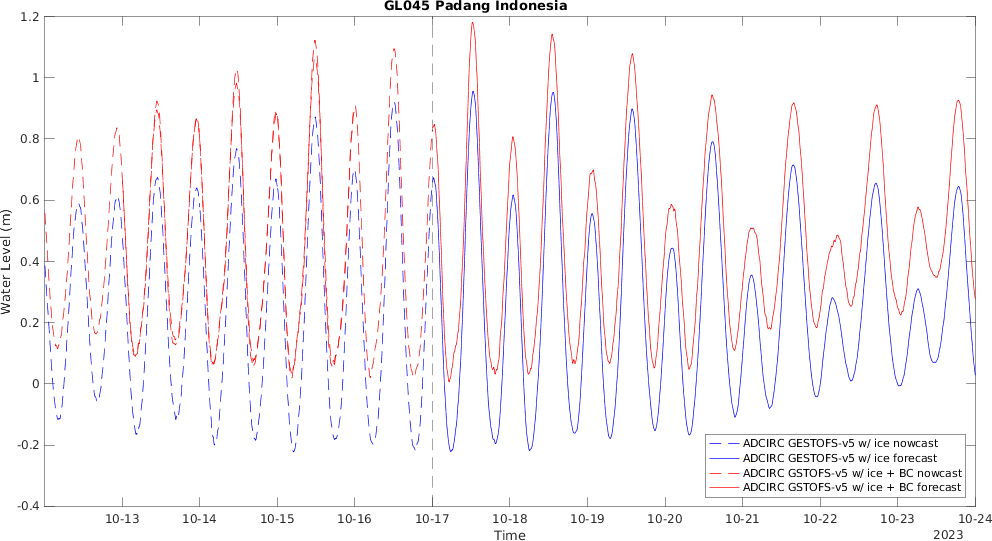 GL045 Padang Indonesia
1.2
1
0.8
0.6
0.4
0.2
0
-0.2
-0.4
Water Level (m)
ADCIRC GESTOFS-v5 w/ ice nowcast
ADCIRC GESTOFS-v5 w/ ice forecast
ADCIRC GSTOFS-v5 w/ ice + BC nowcast
ADCIRC GSTOFS-v5 w/ ice + BC forecast
10-13 10-14 10-15 10-16 10-17 10-18 10-19 10-20 10-21 10-22 10-23 10-24
Time
2023